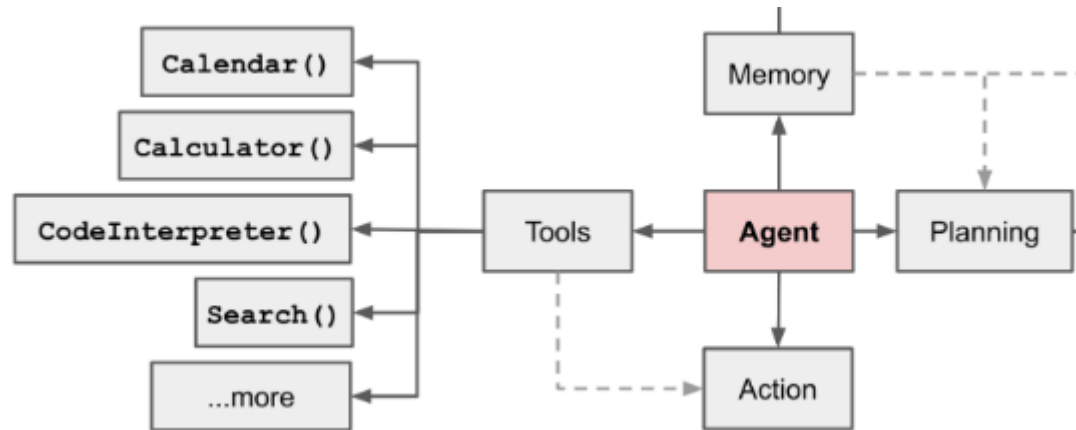 Calendar()
Memory
Calculator()
CodeInterpreter()
Tools
Agent
Planning
Search()
...more
Action